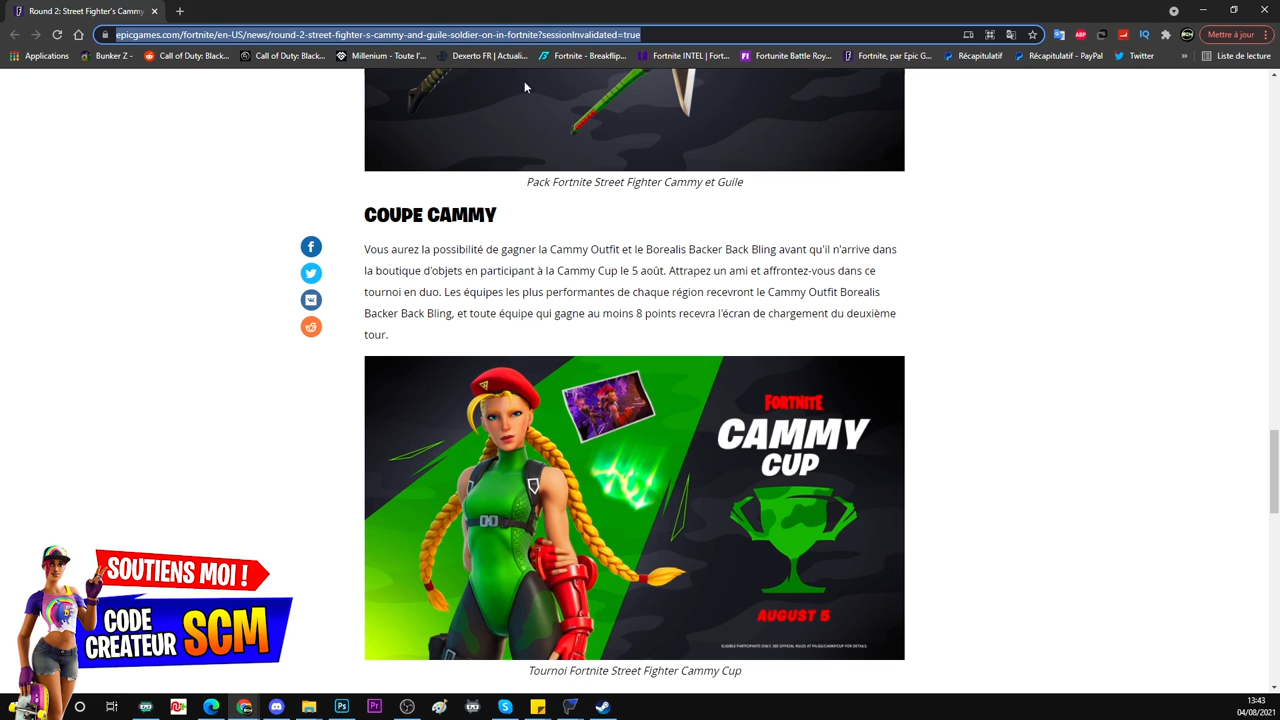 Round 2: Street Fighter's Cammy
epicgames.com/fortnite/en-US/news/round-2-street-fighter-s-cammy-and-guile-soldier-on-in-fortnite?sessionInvalidated=true
Mettre à jour
Applications
Bunker Z -
Call of Duty: Black...
Call of Duty: Black...
Millenium - Toute l'...
Dexerto FR | Actuali...
Fortnite - Breakflip...
Fortnite INTEL | Fort...
Fortunite Battle Roy...
Fortnite, par Epic G...
Récapitulatif
Récapitulatif - PayPal
Twitter
»
Liste de lecture
Pack Fortnite Street Fighter Cammy et Guile
COUPE CAMMY
Vous aurez la possibilité de gagner la Cammy Outfit et le Borealis Backer Back Bling avant qu'il n'arrive dans
la boutique d'objets en participant à la Cammy Cup le 5 août. Attrapez un ami et affrontez-vous dans ce
tournoi en duo. Les équipes les plus performantes de chaque région recevront le Cammy Outfit Borealis
Backer Back Bling, et toute équipe qui gagne au moins 8 points recevra l'écran de chargement du deuxième
tour.
FORTNITE
CAMMY
CUP
AUGUST 5
SOUTIENS MOI !
CODE
CREATEUR SCM
Tournoi Fortnite Street Fighter Cammy Cup
13:43
04/08/2021